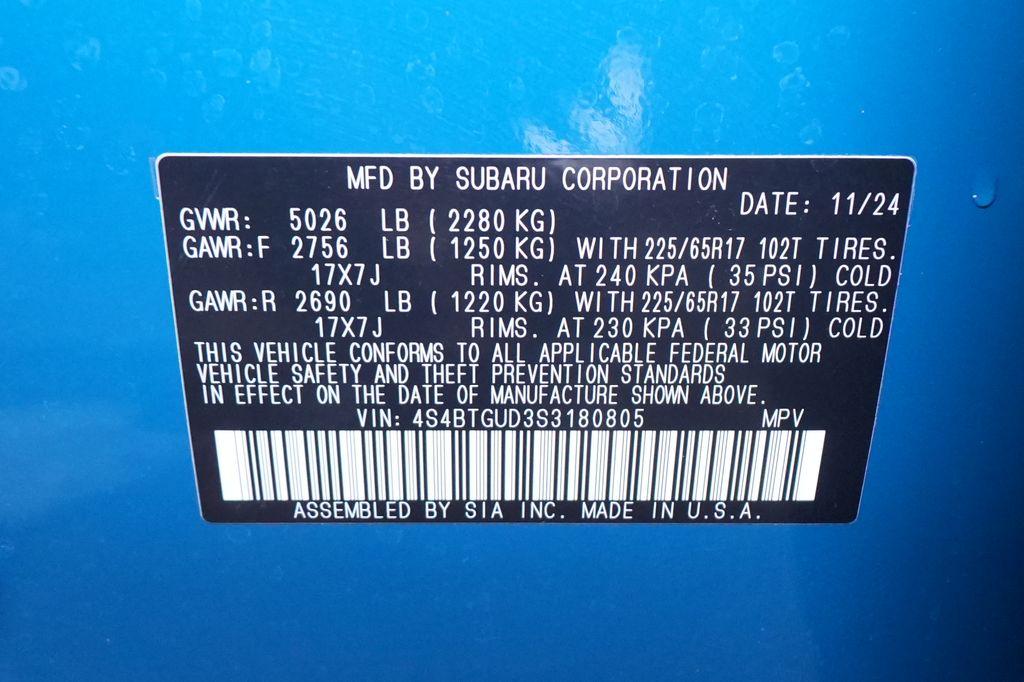 MFD BY SUBARU CORPORATION
DATE: 11/24
GVWR: 5026 LB ( 2280 KG)
GAWR:F 2756 LB ( 1250 KG) WITH 225/65R17 102T TIRES.
17X7J RIMS. AT 240 KPA ( 35 PSI) COLD
GAWR:R 2690 LB ( 1220 KG) WITH 225/65R17 102T TIRES.
17X7J RIMS. AT 230 KPA ( 33 PSI) COLD
THIS VEHICLE CONFORMS TO ALL APPLICABLE FEDERAL MOTOR
VEHICLE SAFETY AND THEFT PREVENTION STANDARDS
IN EFFECT ON THE DATE OF MANUFACTURE SHOWN ABOVE.
VIN: 4S4BTGUD3S3180805 MPV
ASSEMBLED BY SIA INC. MADE IN U.S.A.